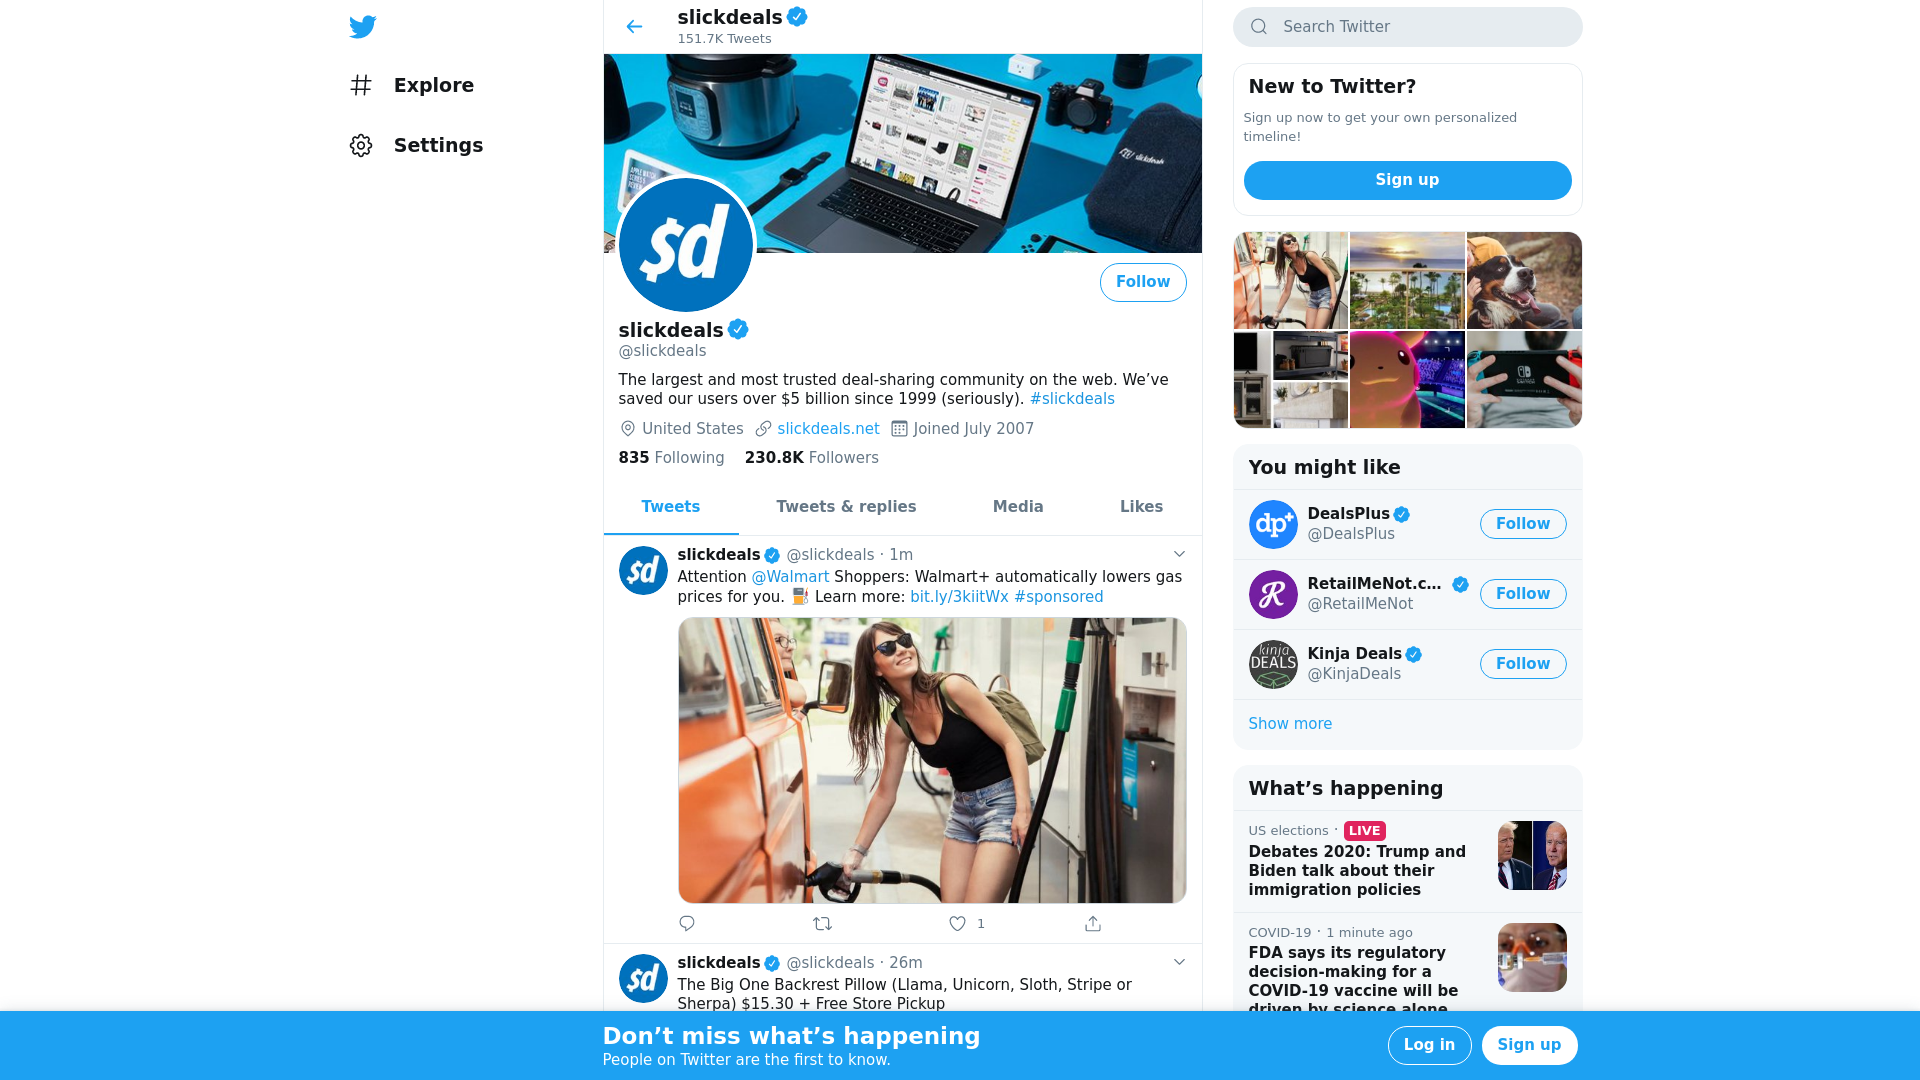 Explore
Settings
slickdeals
151.7K Tweets
slickdeals
$d
Follow
slickdeals
@slickdeals
The largest and most trusted deal-sharing community on the web. We’ve
saved our users over $5 billion since 1999 (seriously). #slickdeals
United States slickdeals.net Joined July 2007
835 Following 230.8K Followers
Tweets Tweets & replies Media Likes
$d
slickdeals @slickdeals · 1m
Attention @Walmart Shoppers: Walmart+ automatically lowers gas
prices for you. ⛽ Learn more: bit.ly/3kiitWx #sponsored
1
$d
slickdeals @slickdeals · 26m
The Big One Backrest Pillow (Llama, Unicorn, Sloth, Stripe or
Sherpa) $15.30 + Free Store Pickup
Search Twitter
New to Twitter?
Sign up now to get your own personalized
timeline!
Sign up
You might like
dp+
DealsPlus
@DealsPlus
Follow
R
RetailMeNot.c...
@RetailMeNot
Follow
kinja
DEALS
Kinja Deals
@KinjaDeals
Follow
Show more
What’s happening
US elections · LIVE
Debates 2020: Trump and
Biden talk about their
immigration policies
COVID-19 · 1 minute ago
FDA says its regulatory
decision-making for a
COVID-19 vaccine will be
driven by science alone
Don’t miss what’s happening
People on Twitter are the first to know.
Log in
Sign up